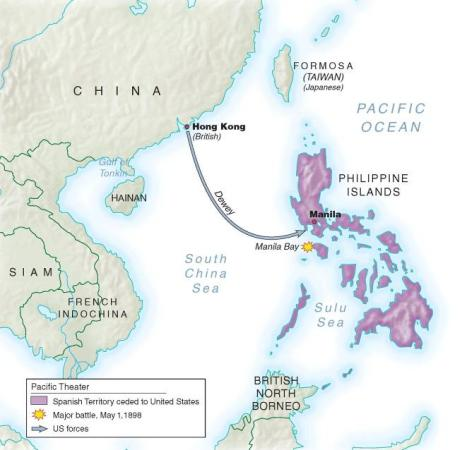 CHINA
FORMOSA
(TAIWAN)
(Japanese)
PACIFIC
OCEAN
Hong Kong
(British)
Gulf of
Tonkin
HAINAN
Dewey
PHILIPPINE
ISLANDS
Manila
Manila Bay
South
China
Sea
SIAM
FRENCH
INDOCHINA
Sulu
Sea
BRITISH
NORTH
BORNEO
Pacific Theater
Spanish Territory ceded to United States
Major battle, May 1, 1898
US forces